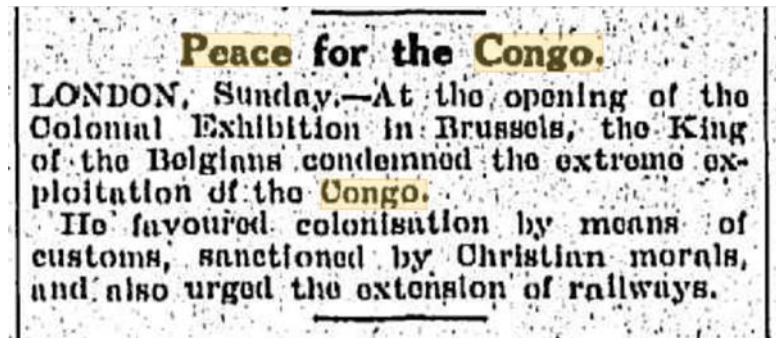 Peace for the Congo.
LONDON, Sunday.—At the opening of the
Colonial Exhibition in Brussels, the King
of the Belgians condemned the extreme ex-
ploitation of the Congo.
He favoured colonisation by means of
customs, sanctioned by Christian morals,
and also urged the extension of railways.